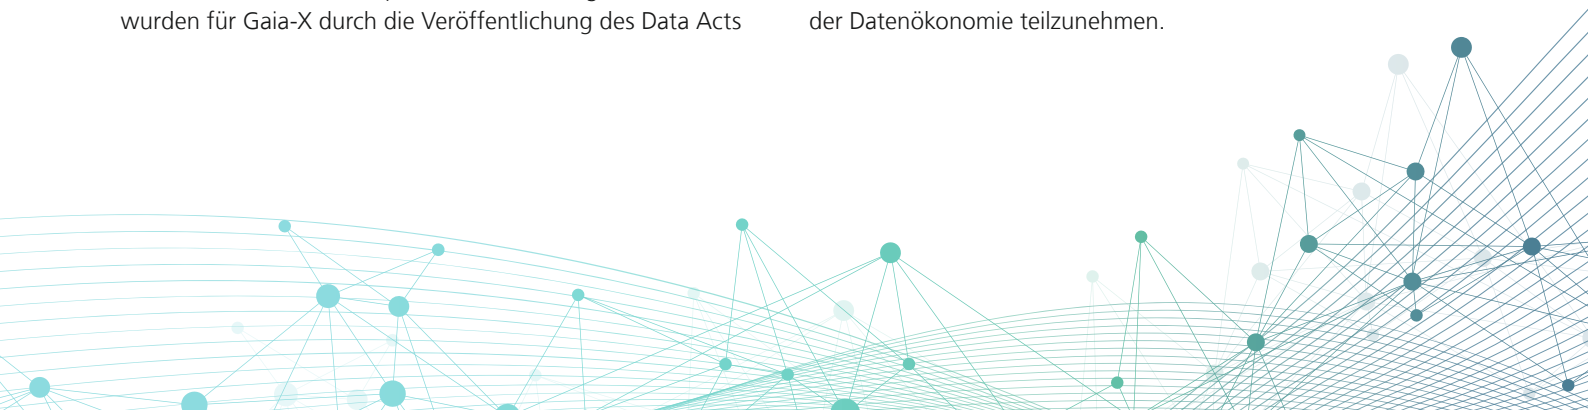 wurden für Gaia-X durch die Veröffentlichung des Data Acts
der Datenökonomie teilzunehmen.